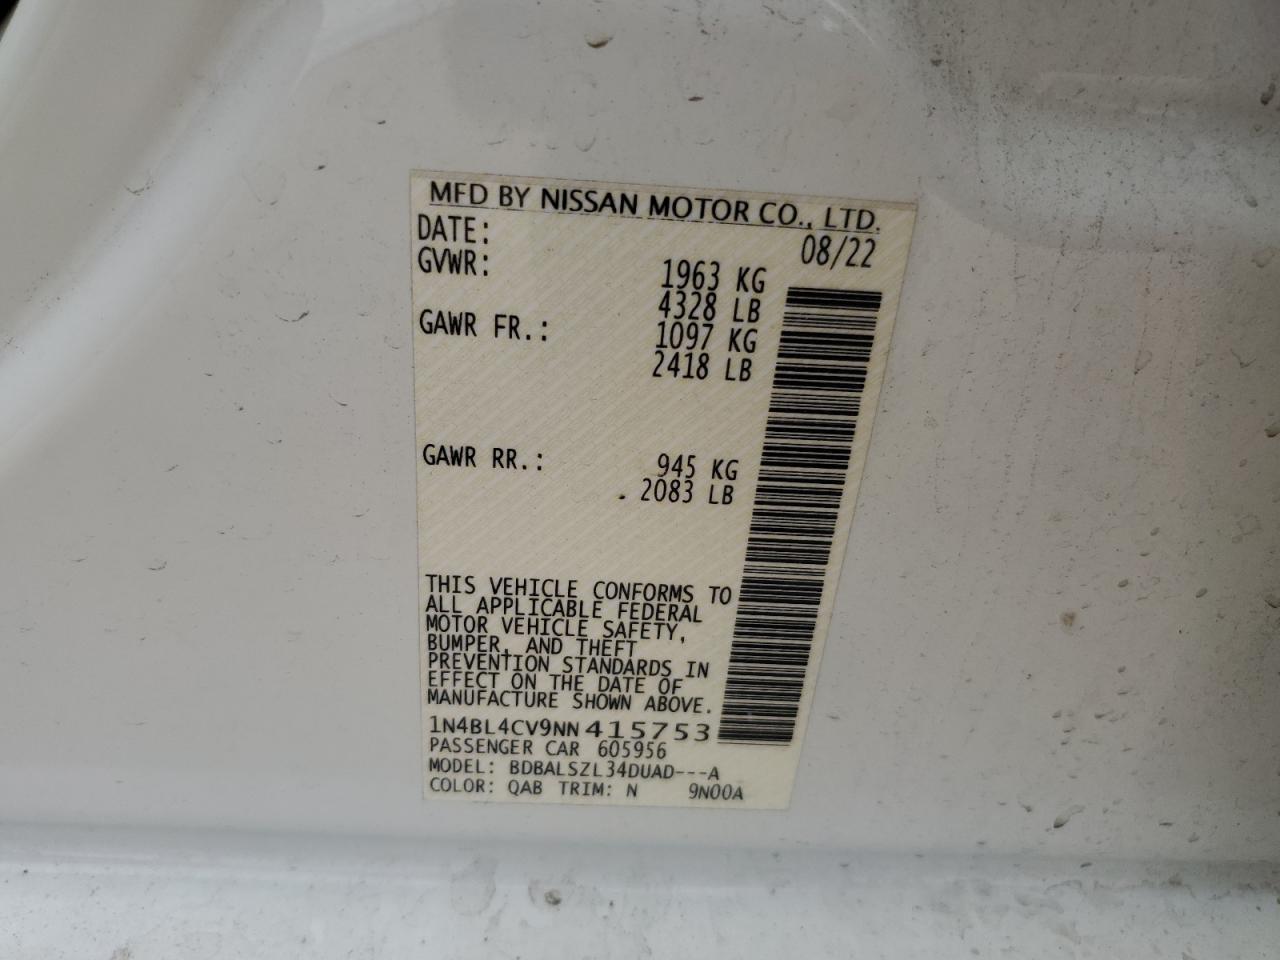 MFD BY NISSAN MOTOR CO., LTD.
DATE: 08/22
GVWR: 1963 KG
4328 LB
GAWR FR.: 1097 KG
2418 LB
GAWR RR.: 945 KG
2083 LB
THIS VEHICLE CONFORMS TO
ALL APPLICABLE FEDERAL
MOTOR VEHICLE SAFETY,
BUMPER, AND THEFT
PREVENTION STANDARDS IN
EFFECT ON THE DATE OF
MANUFACTURE SHOWN ABOVE.
1N4BL4CV9NN415753
PASSENGER CAR 605956
MODEL: BDBALSZL34DUAD---A
COLOR: QAB TRIM: N 9N00A